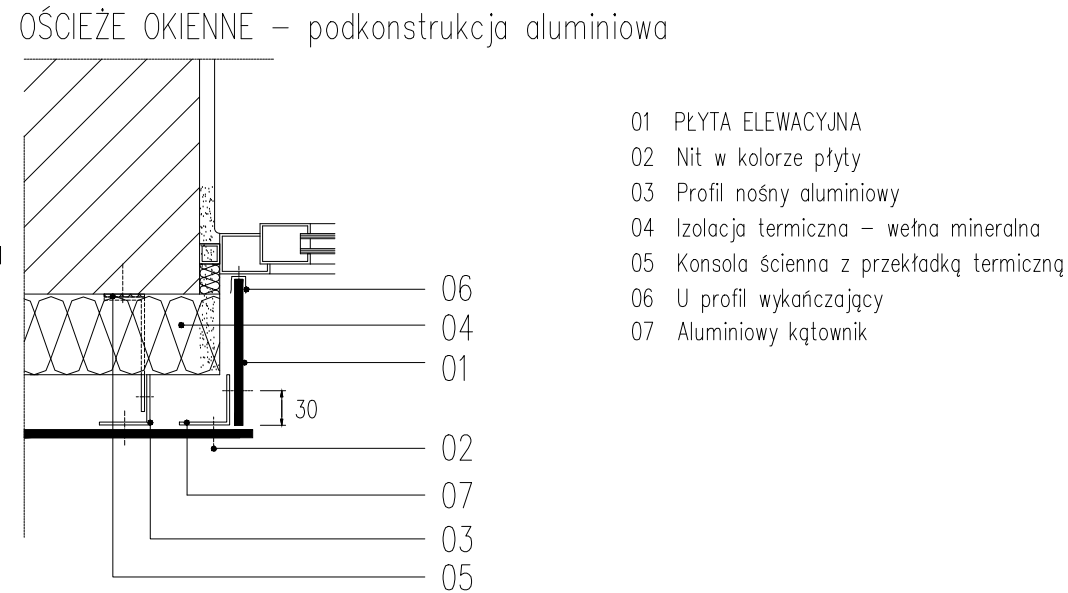 OŚCIEŻE OKIENNE – podkonstrukcja aluminiowa
01 PŁYTA ELEWACYJNA
02 Nit w kolorze płyty
03 Profil nośny aluminiowy
04 Izolacja termiczna – wełna mineralna
05 Konsola ścienna z przekładką termiczną
06 U profil wykańczający
07 Aluminiowy kątownik
06
04
01
30
02
07
03
05